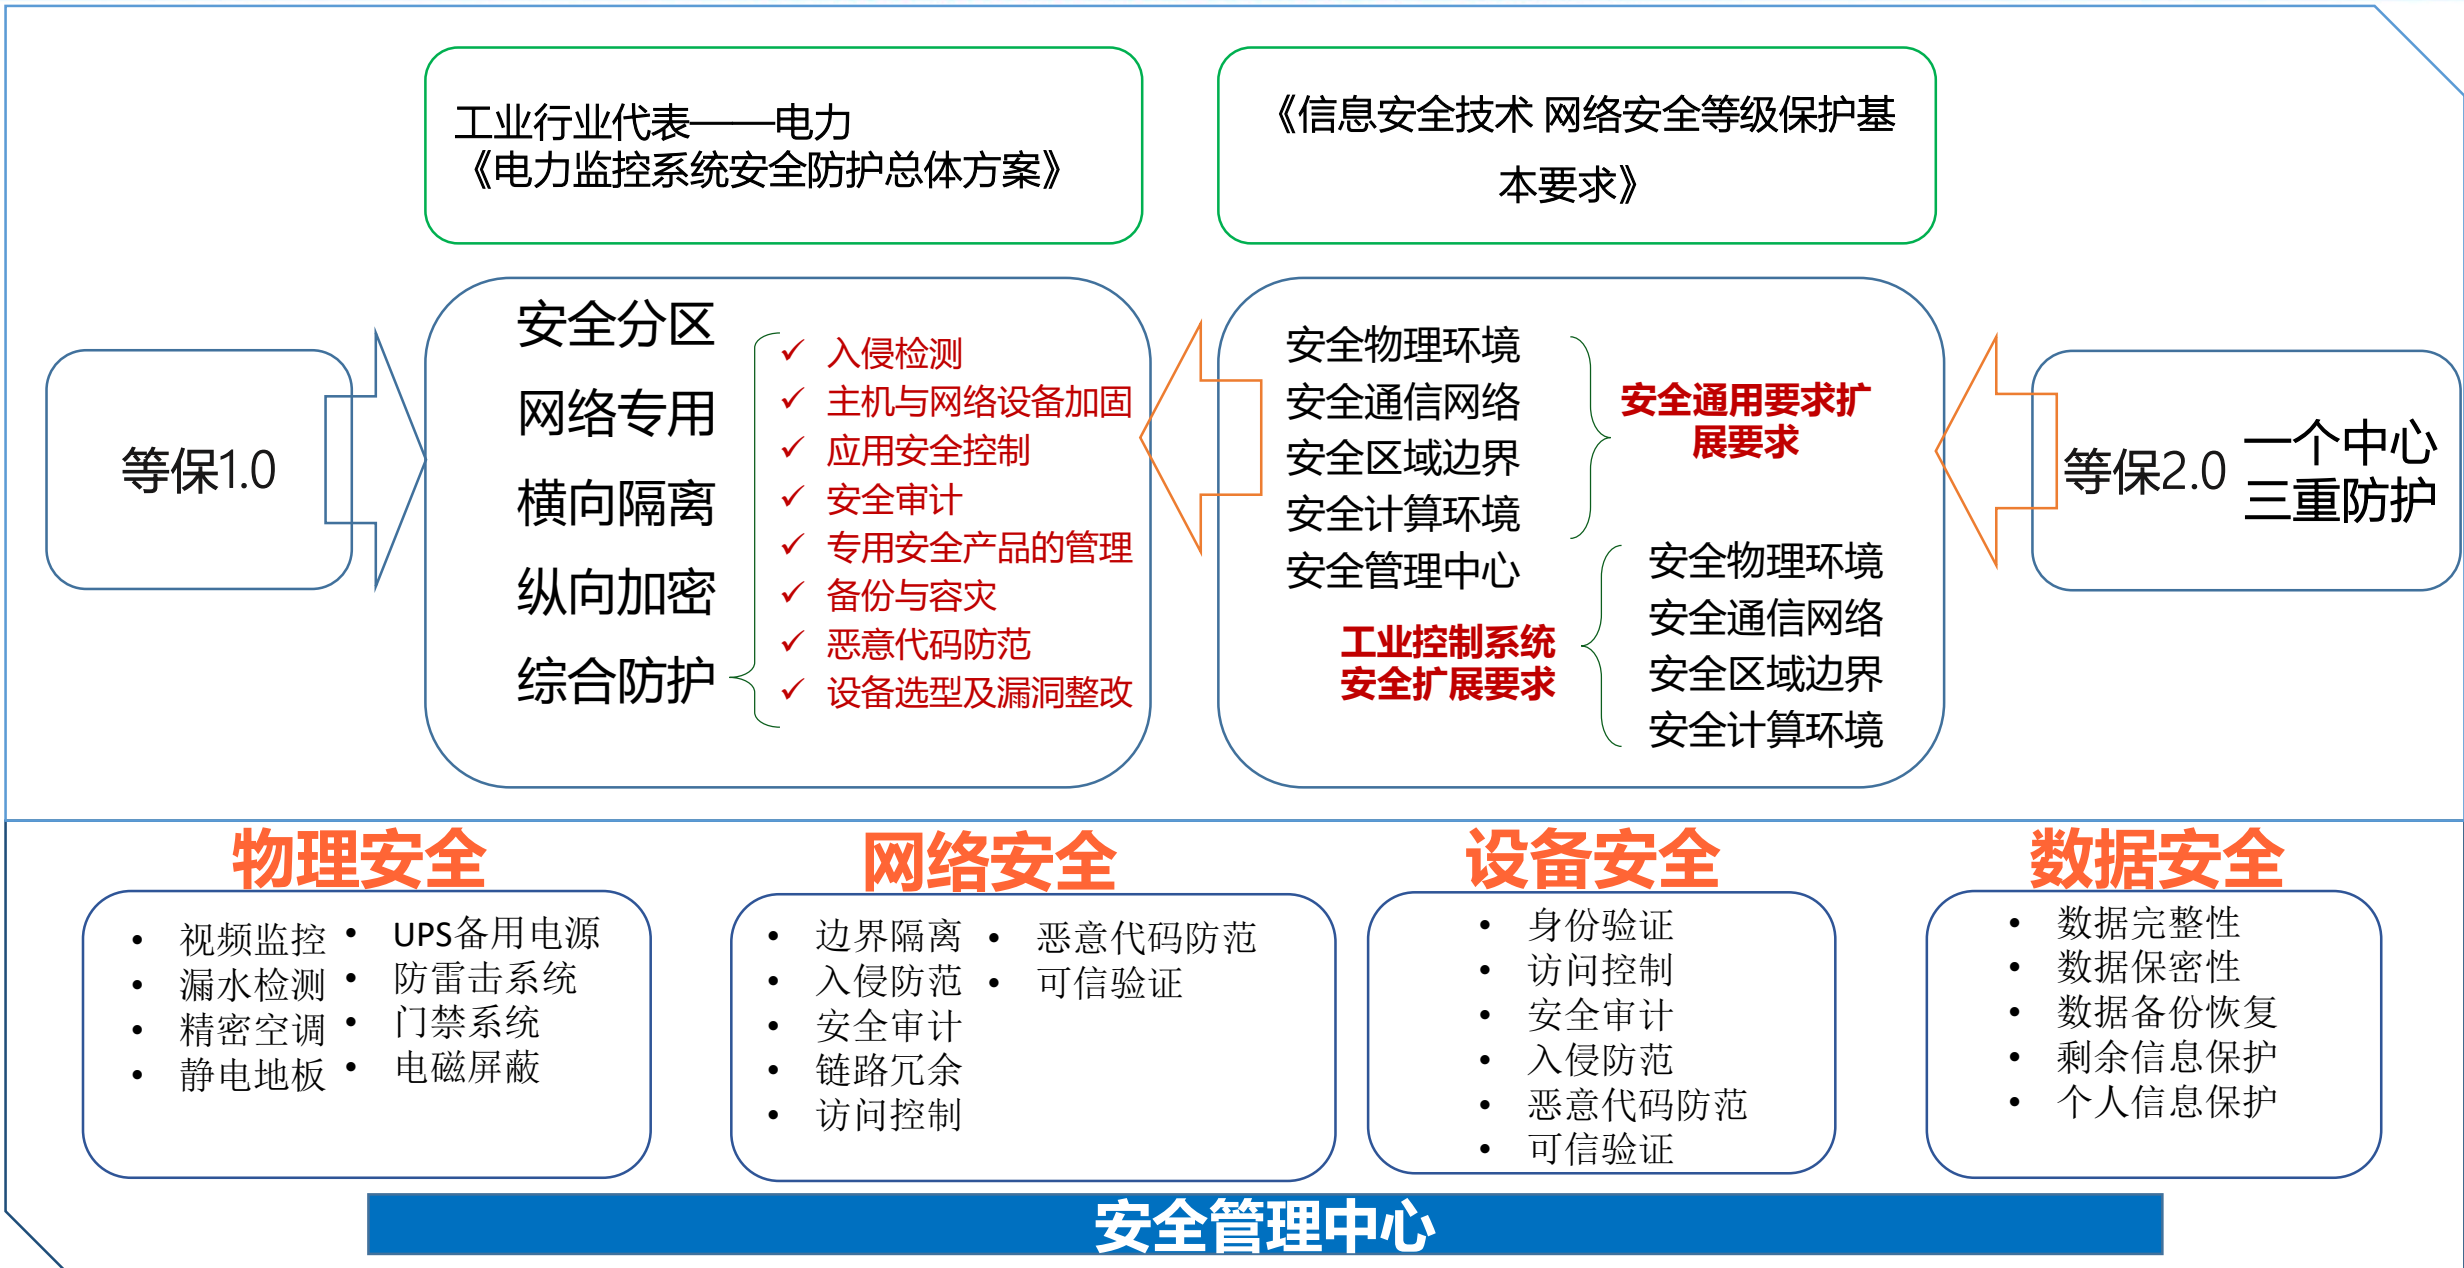 工业行业代表——电力
《电力监控系统安全防护总体方案》
《信息安全技术 网络安全等级保护基
本要求》
等保1.0
安全分区
网络专用
横向隔离
纵向加密
综合防护
✓ 入侵检测
✓ 主机与网络设备加固
✓ 应用安全控制
✓ 安全审计
✓ 专用安全产品的管理
✓ 备份与容灾
✓ 恶意代码防范
✓ 设备选型及漏洞整改
安全物理环境
安全通信网络
安全区域边界
安全计算环境
安全管理中心
安全通用要求扩
展要求
工业控制系统
安全扩展要求
安全物理环境
安全通信网络
安全区域边界
安全计算环境
等保2.0
一个中心
三重防护
物理安全
• 视频监控
• 漏水检测
• 精密空调
• 静电地板
• UPS备用电源
• 防雷击系统
• 门禁系统
• 电磁屏蔽
网络安全
• 边界隔离
• 入侵防范
• 安全审计
• 链路冗余
• 访问控制
• 恶意代码防范
• 可信验证
设备安全
• 身份验证
• 访问控制
• 安全审计
• 入侵防范
• 恶意代码防范
• 可信验证
数据安全
• 数据完整性
• 数据保密性
• 数据备份恢复
• 剩余信息保护
• 个人信息保护
安全管理中心